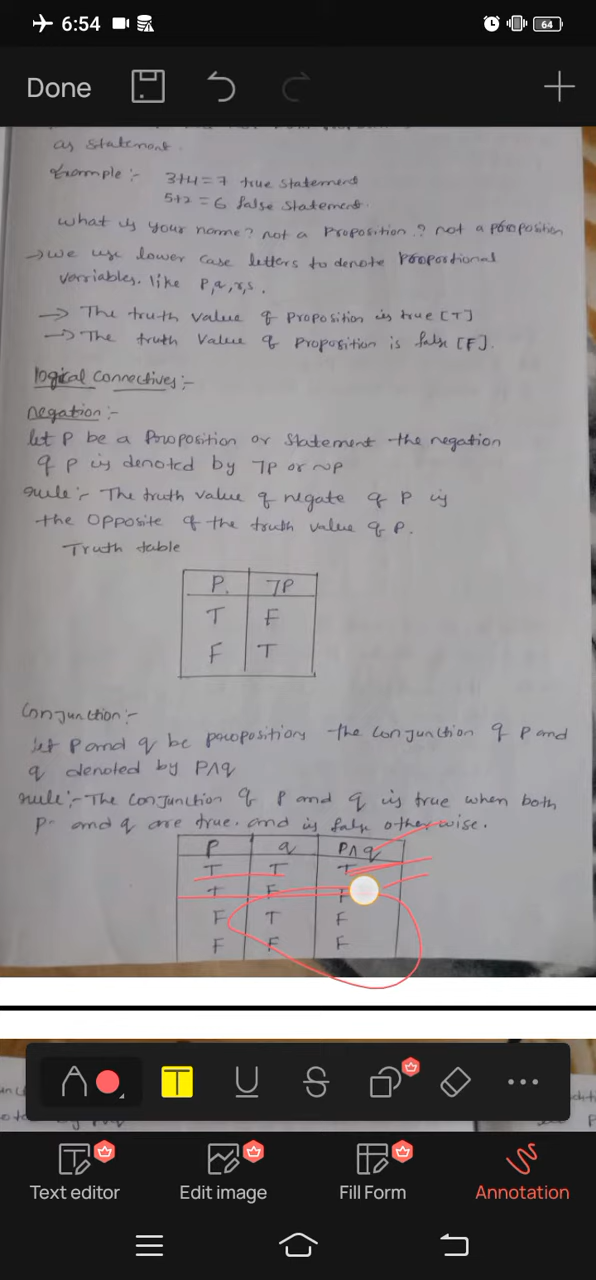 6:54
64
Done
as statement.
Example :- 3+4=7 true statement
5+2=6 false statement.
what is your name? not a Proposition.? not a proposition
→ we use lower case letters to denote Proportional
variables. like P,q,r,s.
→ The truth value of proposition is true [T]
→ The truth value of Proposition is false [F].
logical connectives:-
negation :-
let P be a Proposition or statement the negation
of P is denoted by ¬P or ~P
rule:- The truth value of negate of P is
the opposite of the truth value of P.
Truth table
P. ¬P
T F
F T
Conjunction:-
let P and q be propositions the conjunction of P and
q denoted by P∧q
rule:- The conjunction of P and q is true when both
P and q are true. and is false otherwise.
P q P∧q
T T T
T F F
F T F
F F F
T
U
S
Text editor
Edit image
Fill Form
Annotation